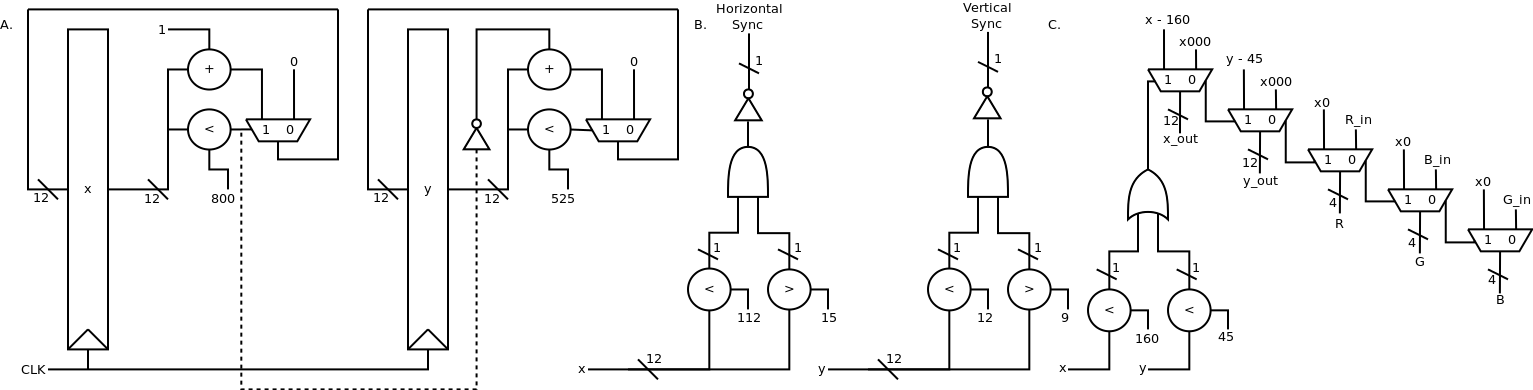 A.
1
+
0
<
1 0
x
12
12
800
CLK
+
0
<
1 0
y
12
12
525
B.
Horizontal
Sync
1
1
1
<
>
112
15
x
12
Vertical
Sync
1
1
1
<
>
12
9
y
12
C.
x - 160
x000
1 0
12
x_out
y - 45
x000
1 0
12
y_out
x0
R_in
1 0
4
R
x0
B_in
1 0
4
G
x0
G_in
1 0
4
B
1
1
<
<
160
45
x
y